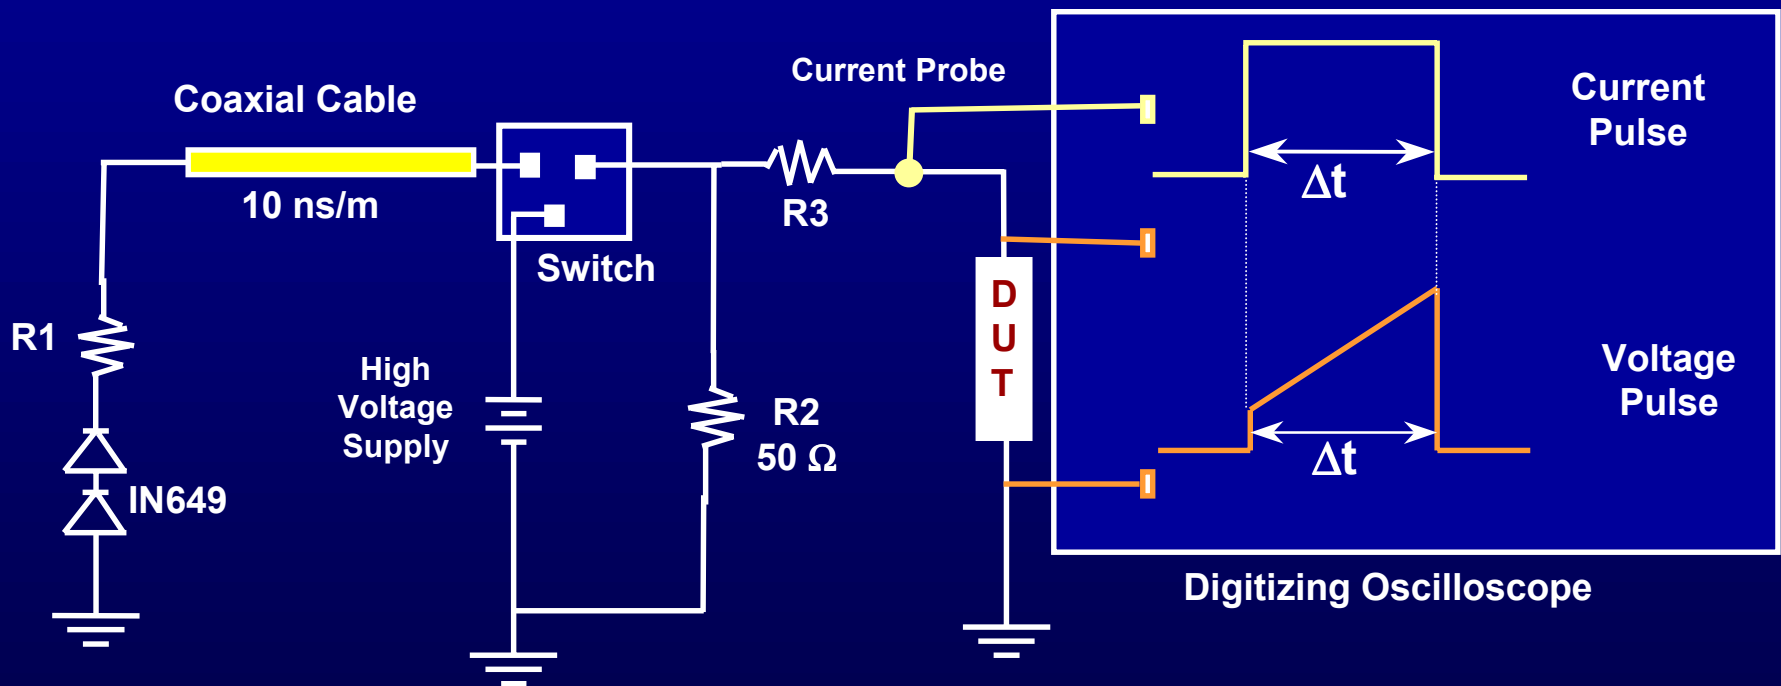 Coaxial Cable
10 ns/m
Switch
R1
IN649
High
Voltage
Supply
R2
50 Ω
R3
Current Probe
D
U
T
Current
Pulse
Δt
Voltage
Pulse
Δt
Digitizing Oscilloscope